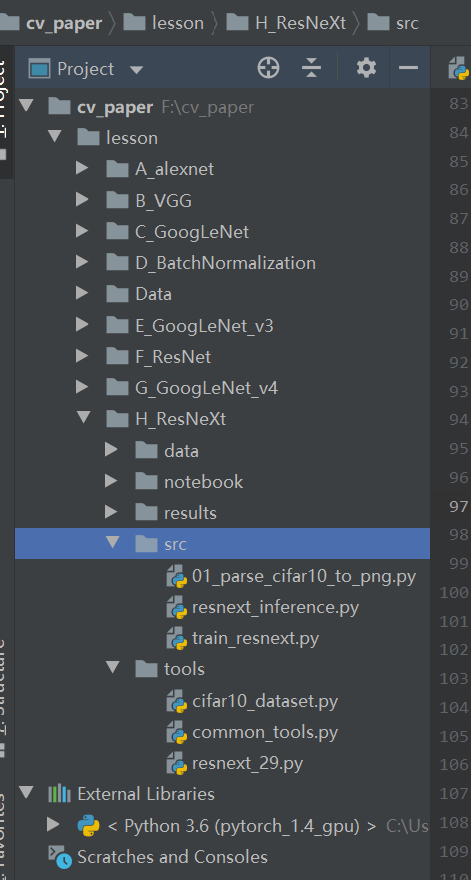 cv_paper lesson H_ResNeXt src
1: Project
Project
cv_paper F:\cv_paper
lesson
A_alexnet
B_VGG
C_GoogLeNet
D_BatchNormalization
Data
E_GoogLeNet_v3
F_ResNet
G_GoogLeNet_v4
H_ResNeXt
data
notebook
results
src
01_parse_cifar10_to_png.py
resnext_inference.py
train_resnext.py
tools
cifar10_dataset.py
common_tools.py
resnext_29.py
External Libraries
< Python 3.6 (pytorch_1.4_gpu) > C:\Us
Scratches and Consoles
83
84
85
86
87
88
89
90
91
92
93
94
95
96
97
98
99
100
101
102
103
104
105
106
107
108
109
110